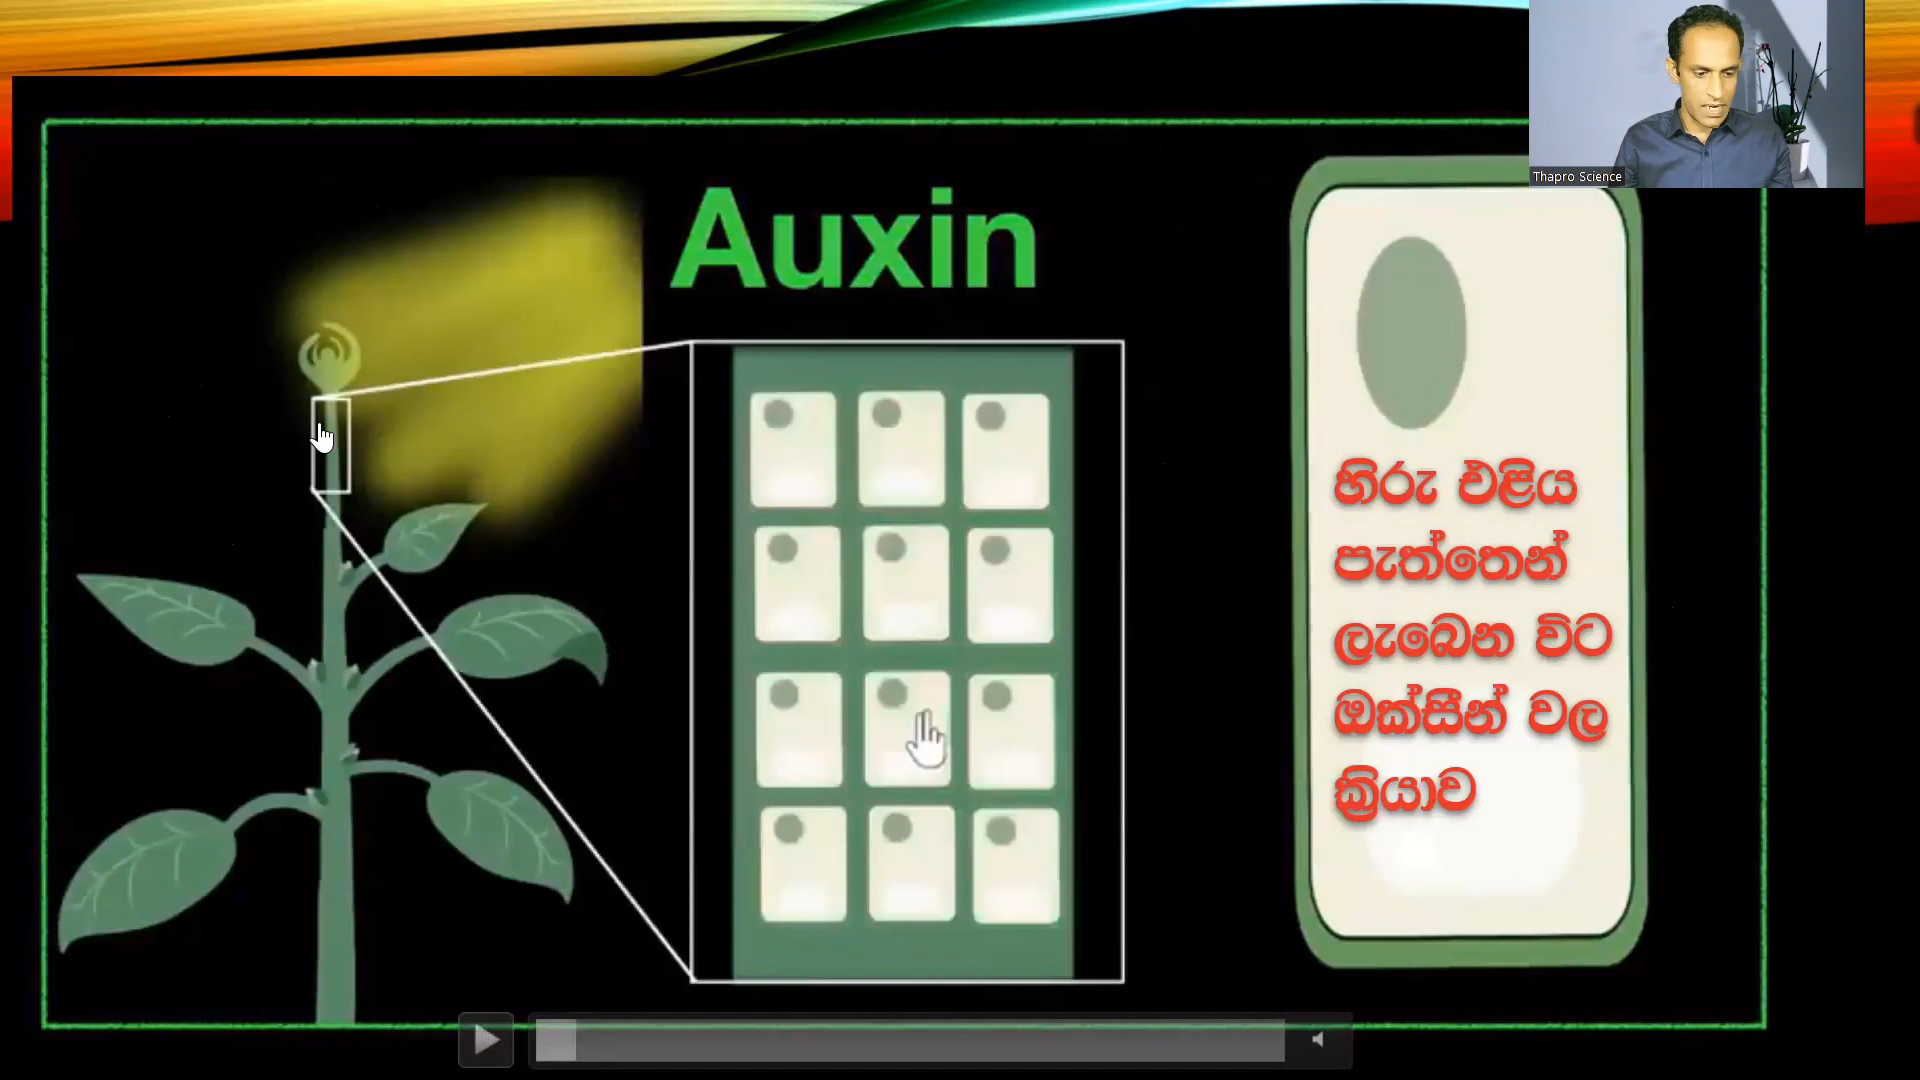 Thapro Science
Auxin
හිරු එළිය
පැත්තෙන්
ලැබෙන විට
ඔක්සීන් වල
ක්‍රියාව